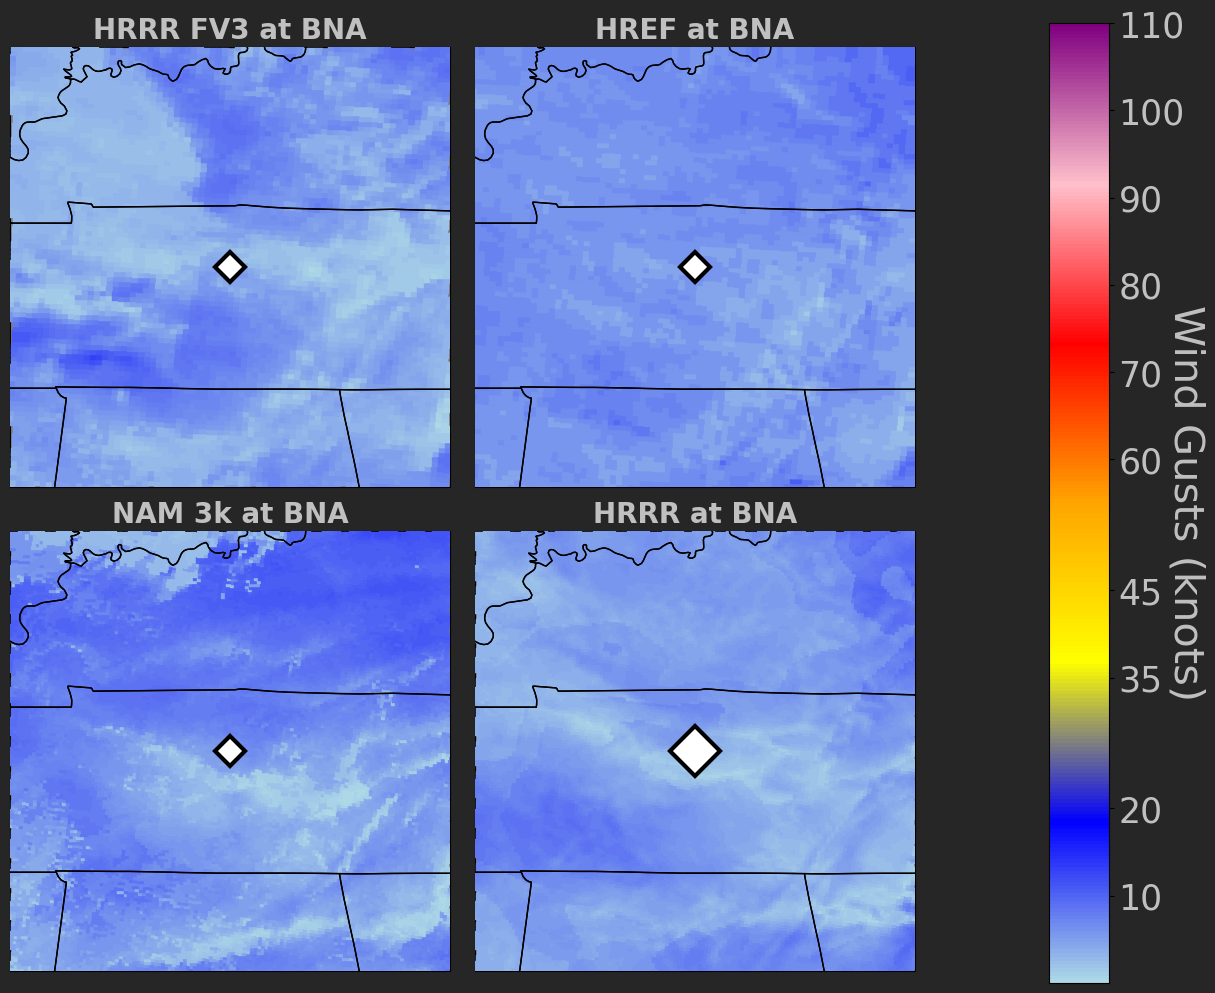 HRRR FV3 at BNA
HREF at BNA
NAM 3k at BNA
HRRR at BNA
110
100
90
80
70
60
45
35
20
10
Wind Gusts (knots)